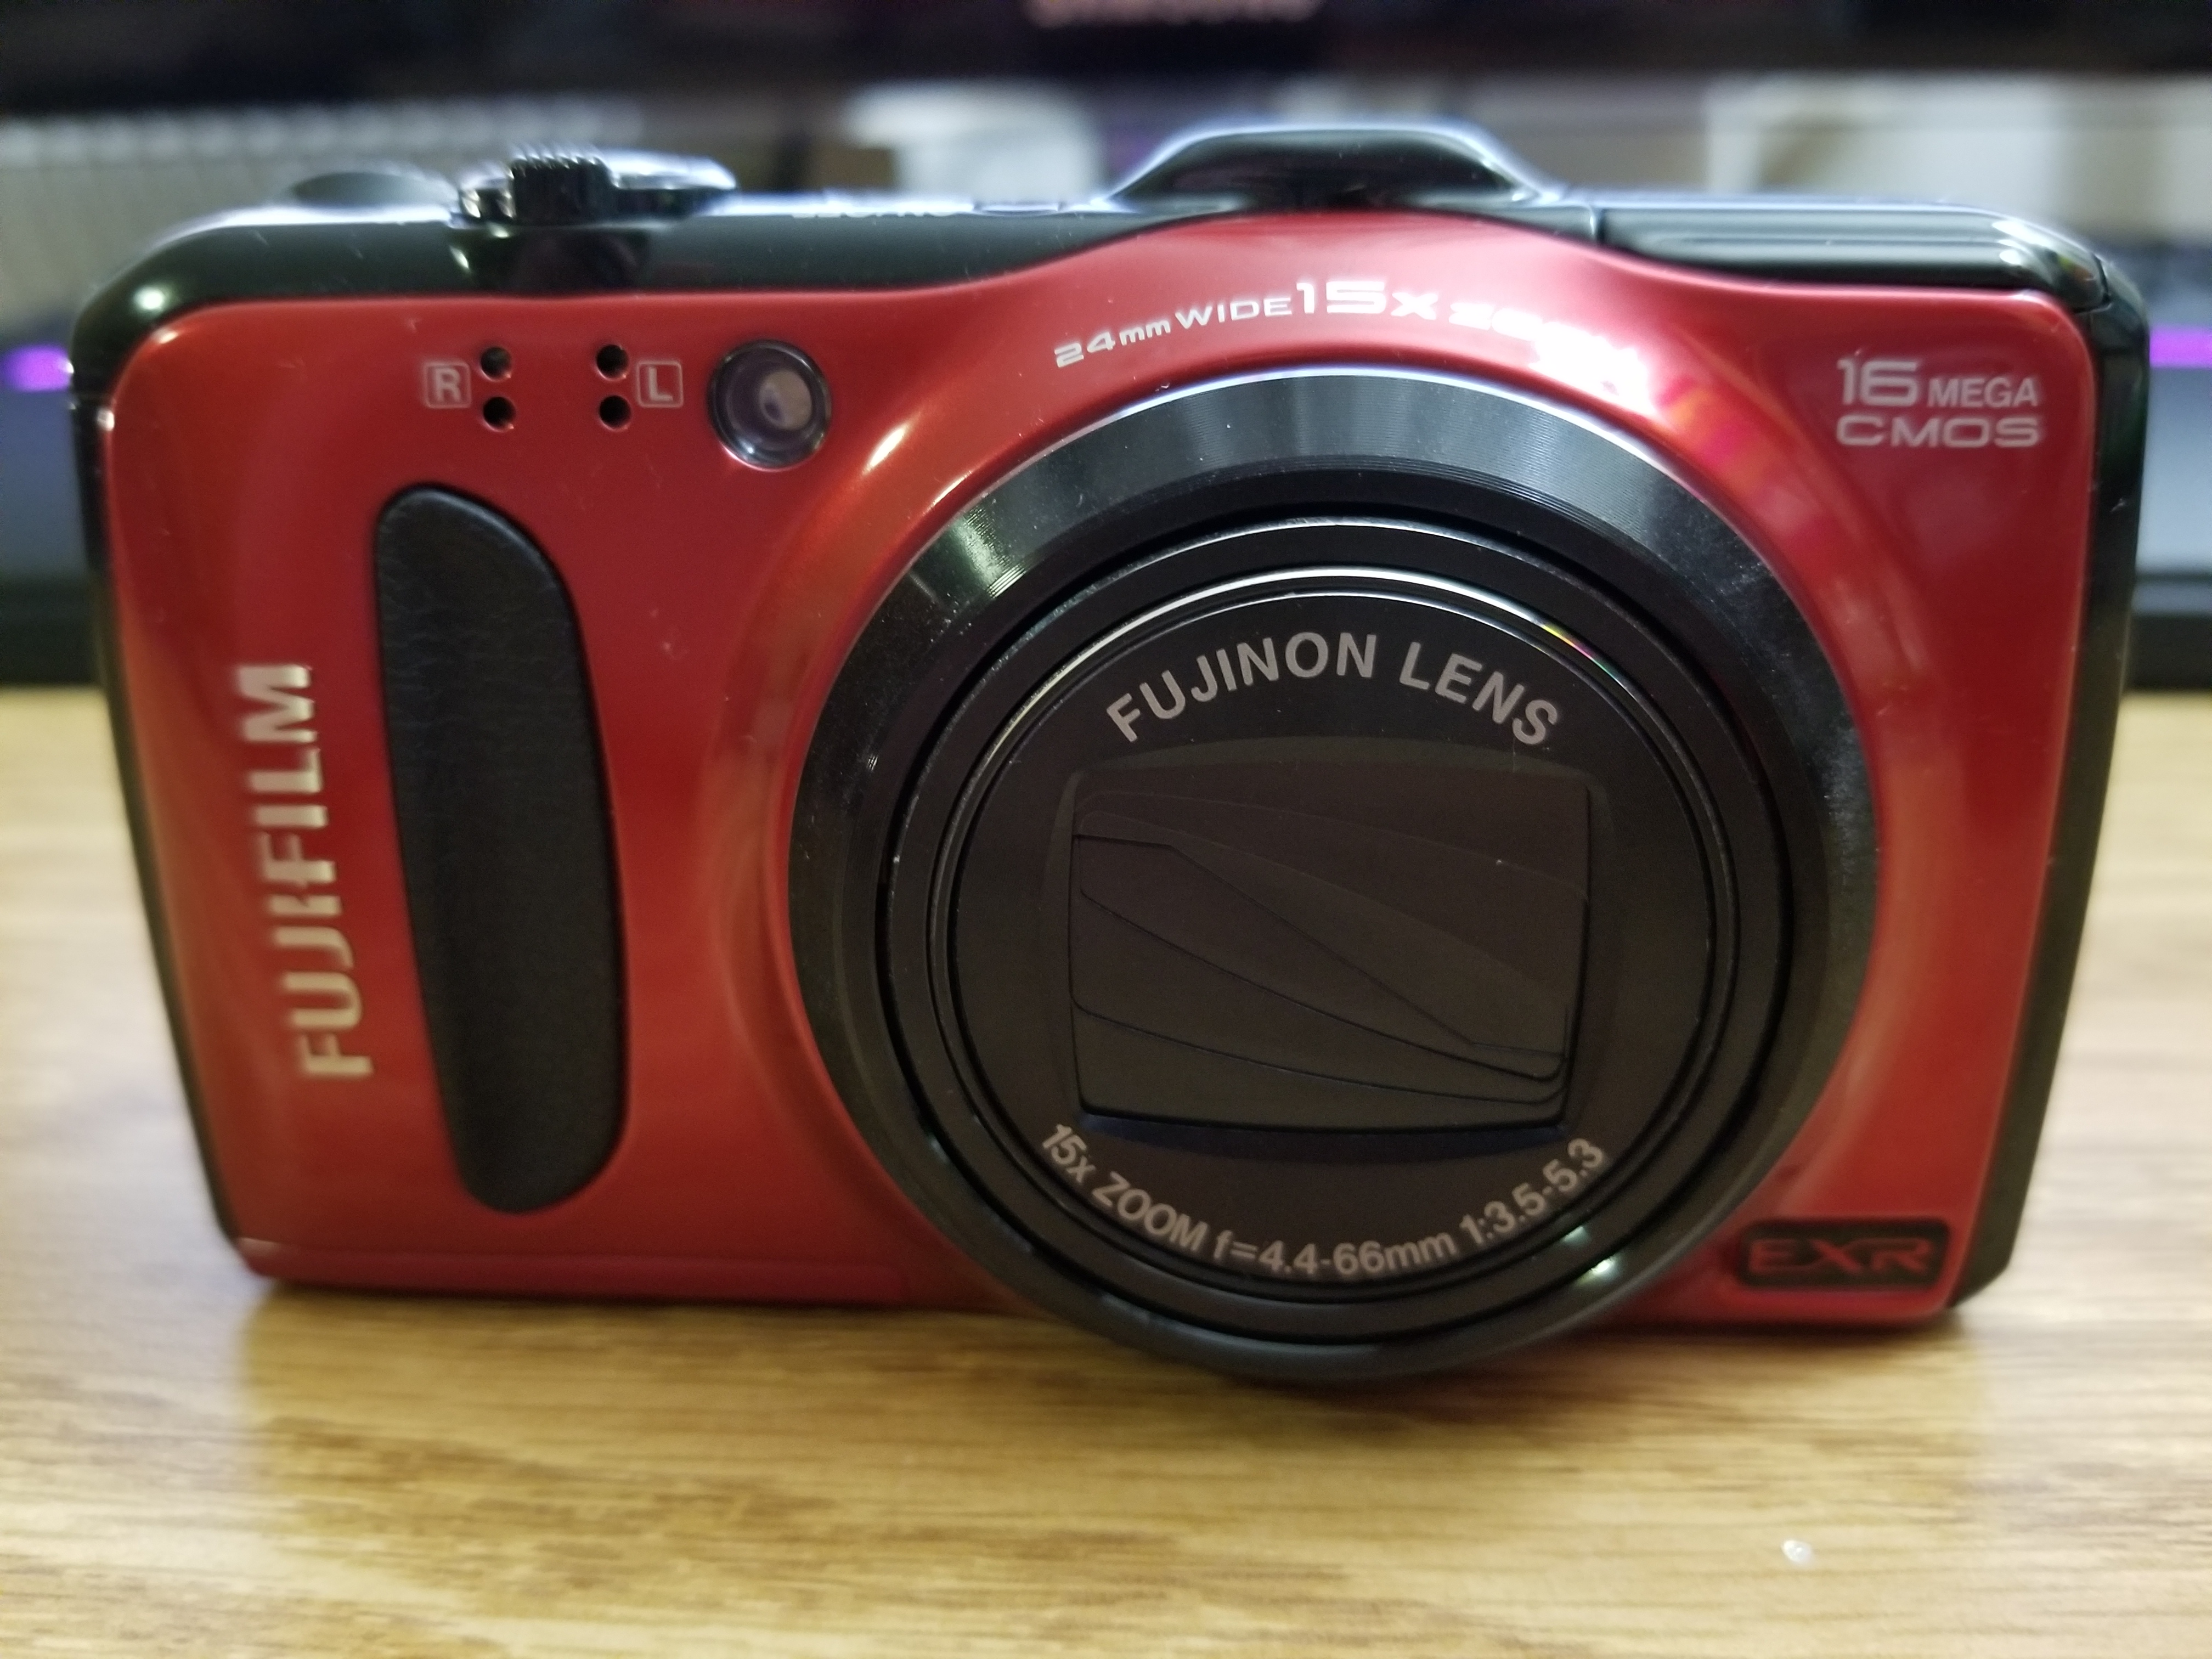 R
L
24mm WIDE 15x ZOOM
16 MEGA
CMOS
FUJIFILM
FUJINON LENS
15x ZOOM f=4.4-66mm 1:3.5-5.3
EXR